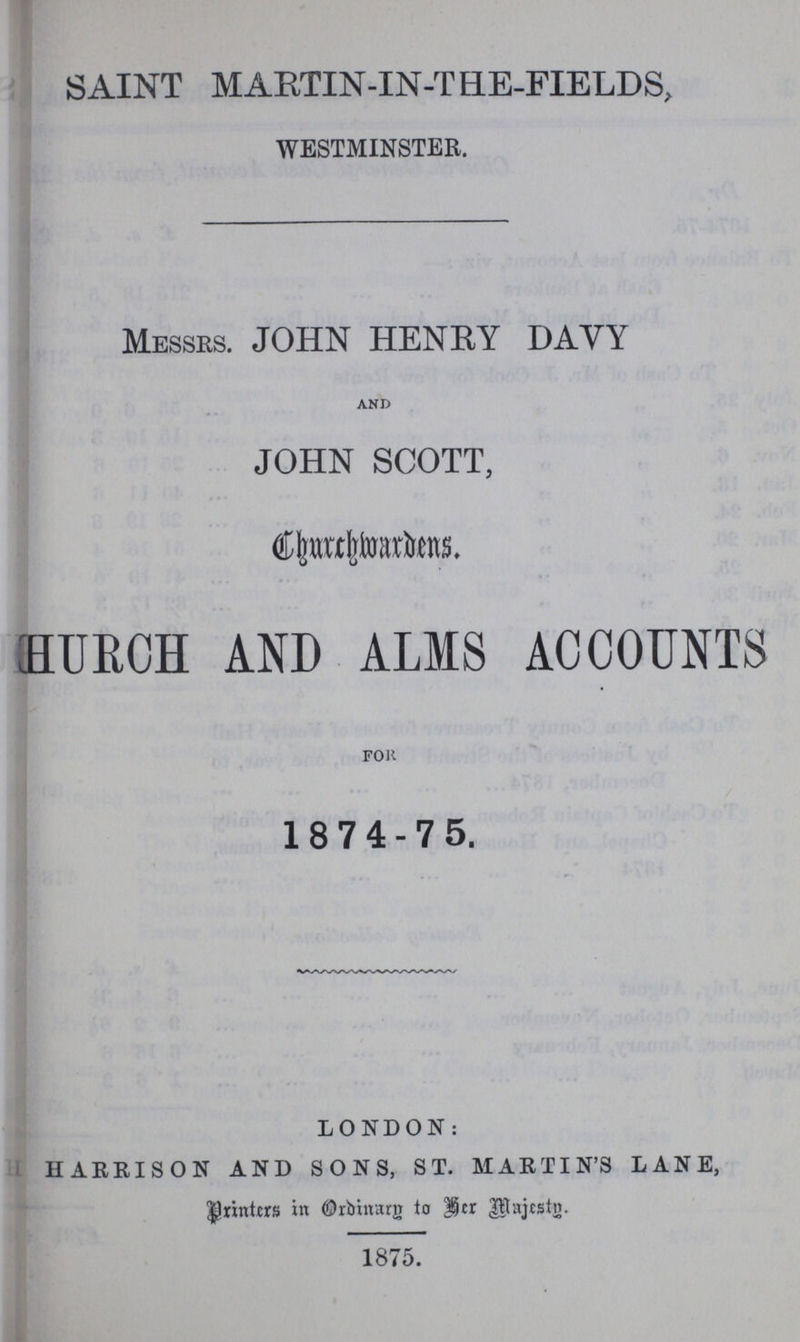 SAINT MARTIN-IN-THE-FIELDS,
WESTMINSTER.
MESSRS. JOHN HENRY DAVY
AND
JOHN SCOTT,
Churchwardens.
CHURCH AND ALMS ACCOUNTS
FOR
1874-75.
LONDON:
HARRISON AND SONS, ST. MARTIN'S LANE,
Printers in Ordinary to Her Majesty.
1875.